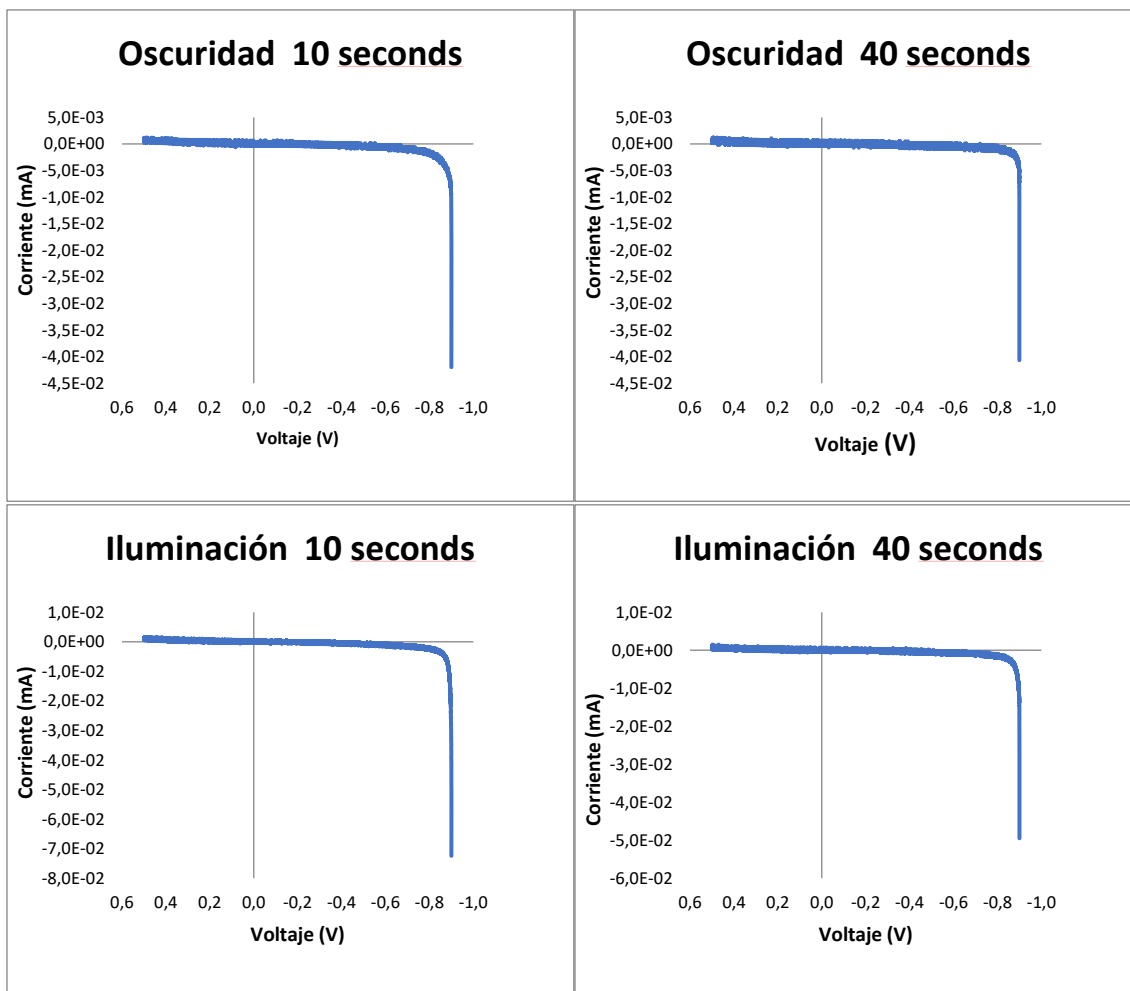 Oscuridad 10 seconds
5,0E-03
0,0E+00
-5,0E-03
-1,0E-02
-1,5E-02
-2,0E-02
-2,5E-02
-3,0E-02
-3,5E-02
-4,0E-02
-4,5E-02
Corriente (mA)
0,6 0,4 0,2 0,0 -0,2 -0,4 -0,6 -0,8 -1,0
Voltaje (V)
Oscuridad 40 seconds
5,0E-03
0,0E+00
-5,0E-03
-1,0E-02
-1,5E-02
-2,0E-02
-2,5E-02
-3,0E-02
-3,5E-02
-4,0E-02
-4,5E-02
Corriente (mA)
0,6 0,4 0,2 0,0 -0,2 -0,4 -0,6 -0,8 -1,0
Voltaje (V)
Iluminación 10 seconds
1,0E-02
0,0E+00
-1,0E-02
-2,0E-02
-3,0E-02
-4,0E-02
-5,0E-02
-6,0E-02
-7,0E-02
-8,0E-02
Corriente (mA)
0,6 0,4 0,2 0,0 -0,2 -0,4 -0,6 -0,8 -1,0
Voltaje (V)
Iluminación 40 seconds
1,0E-02
0,0E+00
-1,0E-02
-2,0E-02
-3,0E-02
-4,0E-02
-5,0E-02
-6,0E-02
Corriente (mA)
0,6 0,4 0,2 0,0 -0,2 -0,4 -0,6 -0,8 -1,0
Voltaje (V)